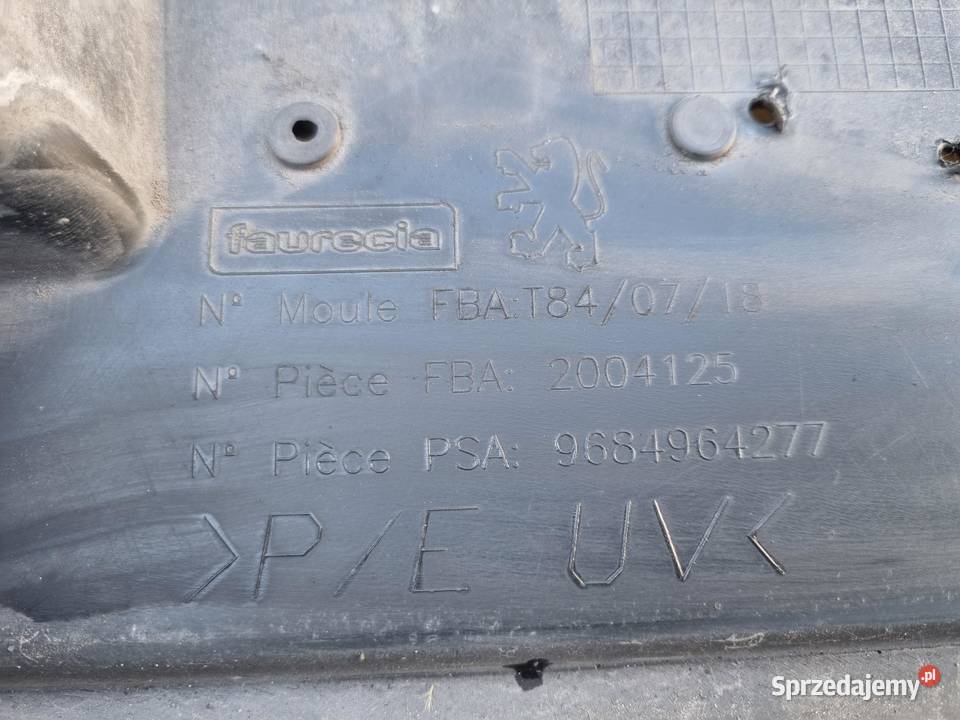 faurecia
N° Moule FBA:T84/07/18
N° Pièce FBA: 2004125
N° Pièce PSA: 9684964277
>P/E UV<
Sprzedajemy.pl